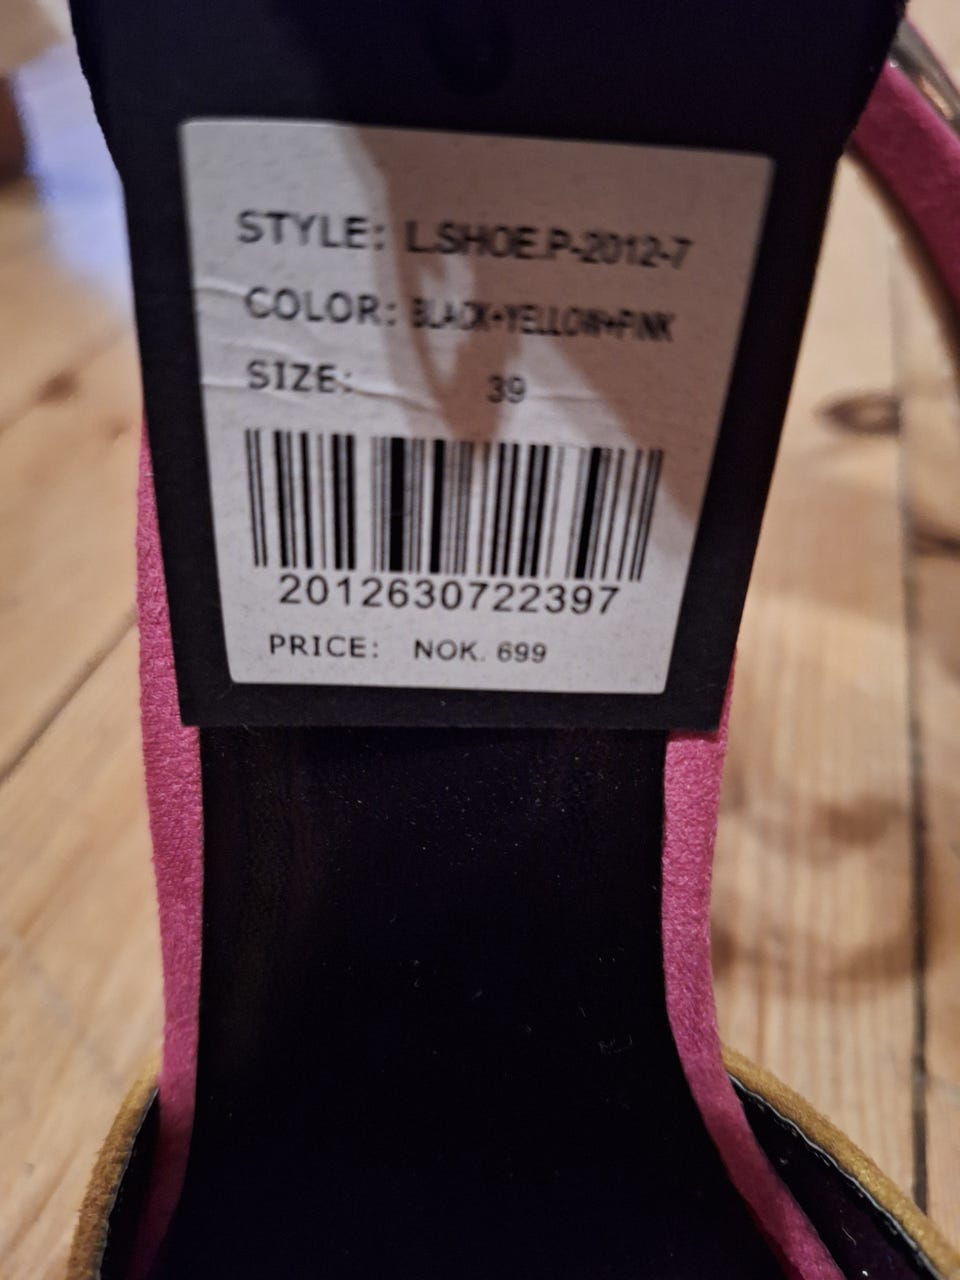 STYLE: L.SHOE.P-2012-7
COLOR: BLACK+YELLOW+PINK
SIZE: 39
2012630722397
PRICE: NOK. 699